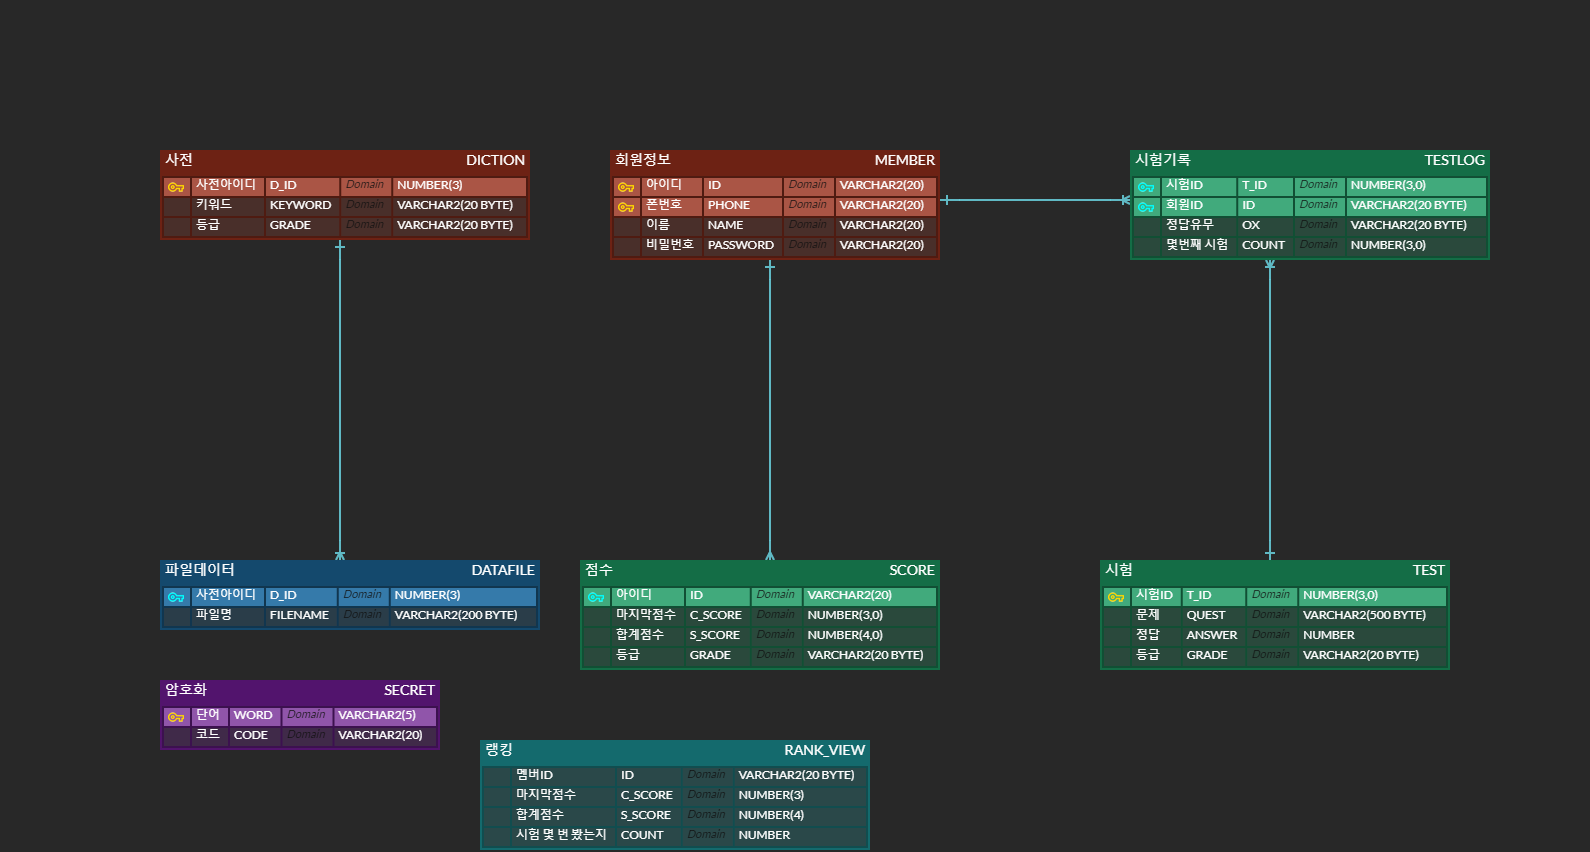 사전 DICTION
사전아이디 D_ID Domain NUMBER(3)
키워드 KEYWORD Domain VARCHAR2(20 BYTE)
등급 GRADE Domain VARCHAR2(20 BYTE)
회원정보 MEMBER
아이디 ID Domain VARCHAR2(20)
폰번호 PHONE Domain VARCHAR2(20)
이름 NAME Domain VARCHAR2(20)
비밀번호 PASSWORD Domain VARCHAR2(20)
시험기록 TESTLOG
시험ID T_ID Domain NUMBER(3,0)
회원ID ID Domain VARCHAR2(20 BYTE)
정답유무 OX Domain VARCHAR2(20 BYTE)
몇번째 시험 COUNT Domain NUMBER(3,0)
파일데이터 DATAFILE
사전아이디 D_ID Domain NUMBER(3)
파일명 FILENAME Domain VARCHAR2(200 BYTE)
점수 SCORE
아이디 ID Domain VARCHAR2(20)
마지막점수 C_SCORE Domain NUMBER(3,0)
합계점수 S_SCORE Domain NUMBER(4,0)
등급 GRADE Domain VARCHAR2(20 BYTE)
시험 TEST
시험ID T_ID Domain NUMBER(3,0)
문제 QUEST Domain VARCHAR2(500 BYTE)
정답 ANSWER Domain NUMBER
등급 GRADE Domain VARCHAR2(20 BYTE)
암호화 SECRET
단어 WORD Domain VARCHAR2(5)
코드 CODE Domain VARCHAR2(20)
랭킹 RANK_VIEW
멤버ID ID Domain VARCHAR2(20 BYTE)
마지막점수 C_SCORE Domain NUMBER(3)
합계점수 S_SCORE Domain NUMBER(4)
시험 몇 번 봤는지 COUNT Domain NUMBER